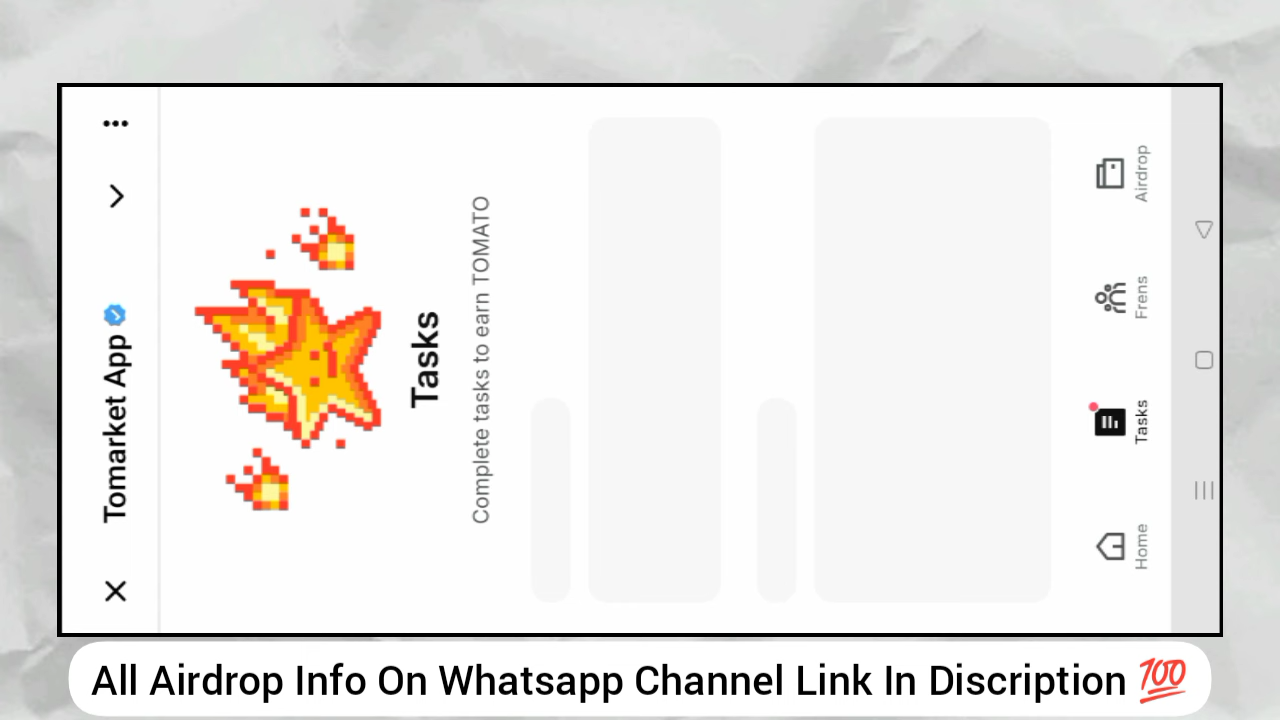 Tomarket App
Tasks
Complete tasks to earn TOMATO
Home
Tasks
Frens
Airdrop
All Airdrop Info On Whatsapp Channel Link In Discription 💯